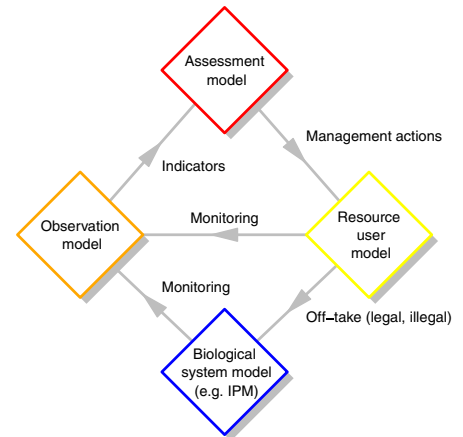 Assessment
model
Management actions
Indicators
Observation
model
Monitoring
Resource
user
model
Monitoring
Off−take (legal, illegal)
Biological
system model
(e.g. IPM)